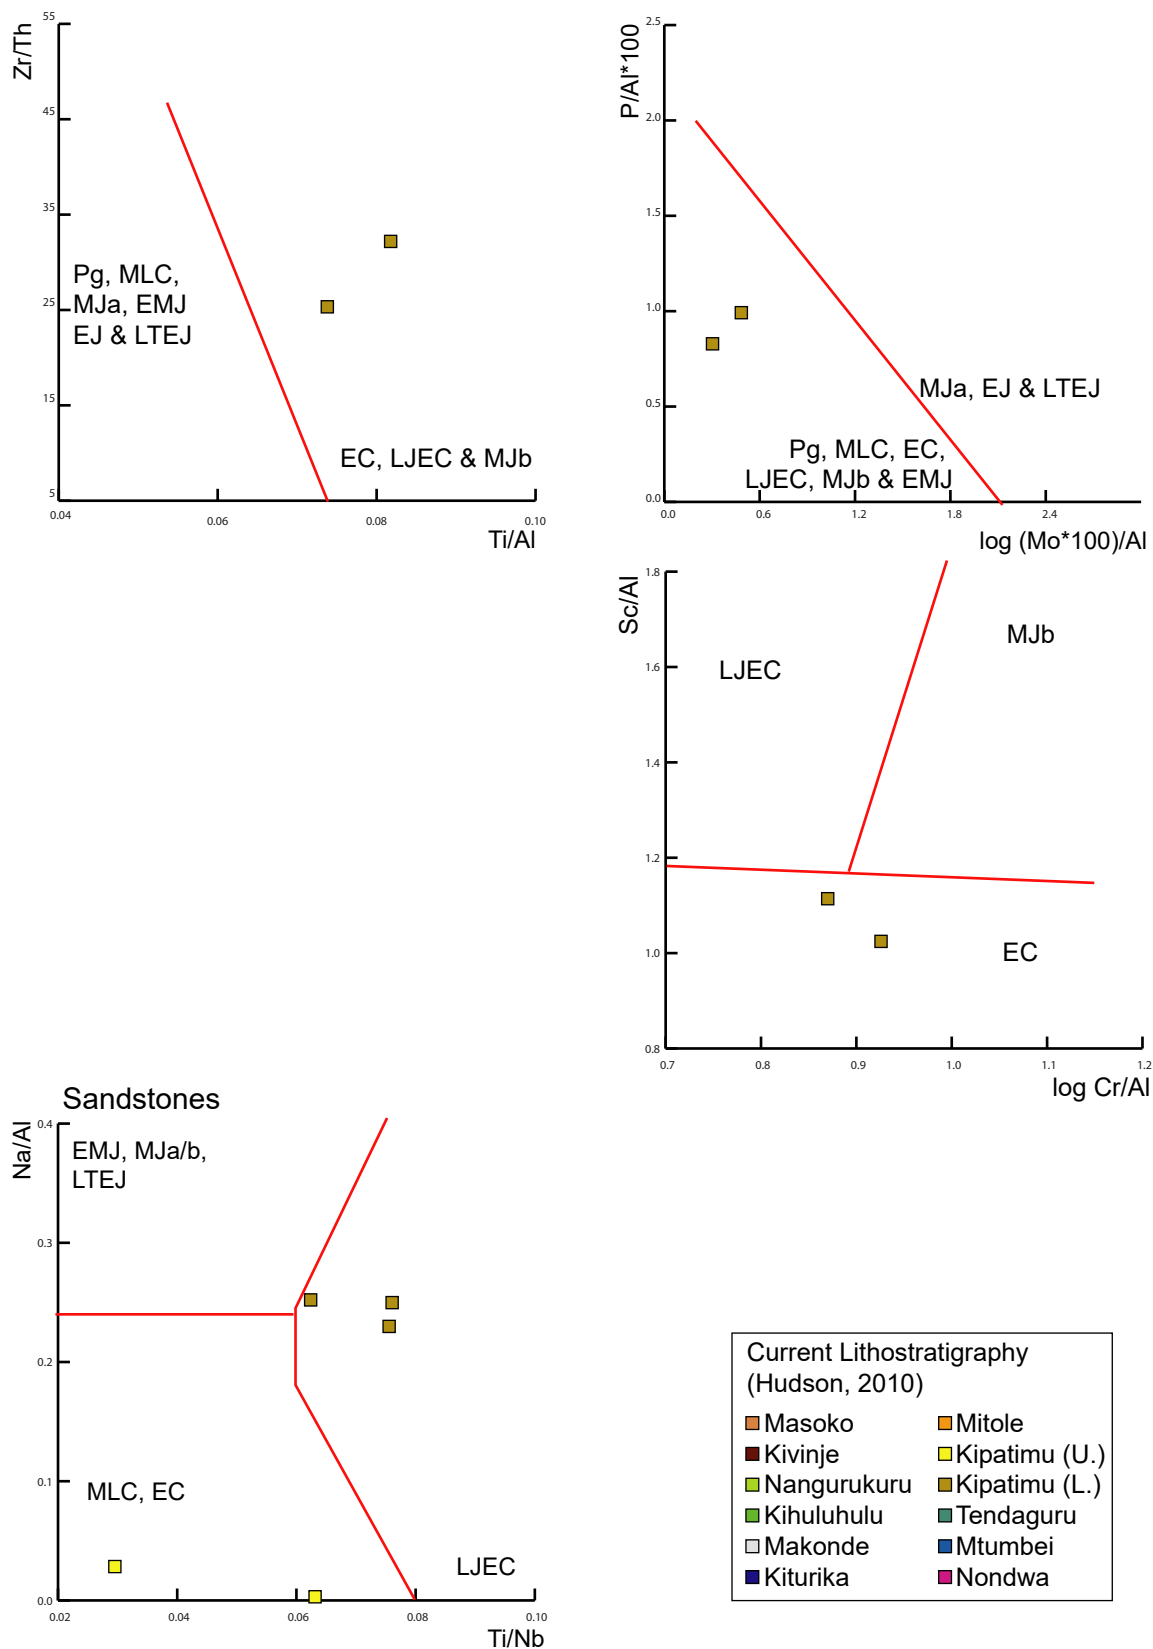 Zr/Th
55
45
35
25
15
5
Pg, MLC,
MJa, EMJ
EJ & LTEJ
EC, LJEC & MJb
0.04
0.06
0.08
0.10
Ti/Al
P/Al*100
2.5
2.0
1.5
1.0
0.5
0.0
MJa, EJ & LTEJ
Pg, MLC, EC,
LJEC, MJb & EMJ
0.0
0.6
1.2
1.8
2.4
log (Mo*100)/Al
Sc/Al
1.8
1.6
1.4
1.2
1.0
0.8
LJEC
MJb
EC
0.7
0.8
0.9
1.0
1.1
1.2
log Cr/Al
Sandstones
Na/Al
0.4
0.3
0.2
0.1
0.0
EMJ, MJa/b,
LTEJ
MLC, EC
LJEC
0.02
0.04
0.06
0.08
0.10
Ti/Nb
Current Lithostratigraphy
(Hudson, 2010)
Masoko
Kivinje
Nangurukuru
Kihuluhulu
Makonde
Kiturika
Mitole
Kipatimu (U.)
Kipatimu (L.)
Tendaguru
Mtumbei
Nondwa